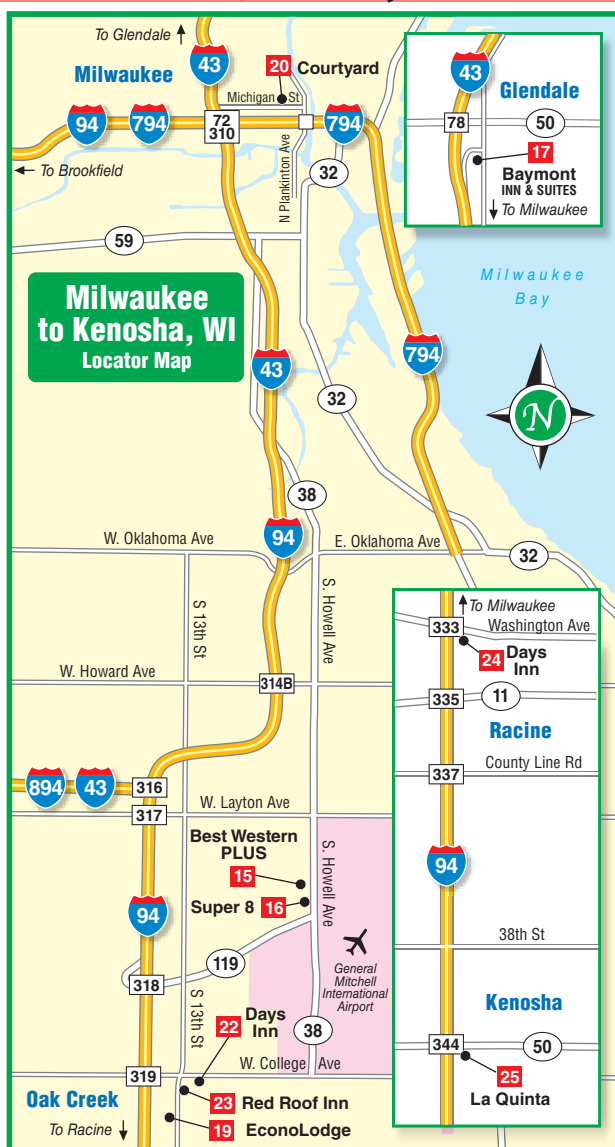 To Glendale
Milwaukee
43
20 Courtyard
Michigan St
94
794
72
310
794
To Brookfield
N Plankinton Ave
32
59
43
Glendale
78
50
17
Baymont
INN & SUITES
To Milwaukee
Milwaukee
Bay
Milwaukee
to Kenosha, WI
Locator Map
43
794
32
N
38
94
W. Oklahoma Ave
E. Oklahoma Ave
32
S 13th St
S. Howell Ave
W. Howard Ave
314B
894
43
316
317
W. Layton Ave
Best Western
PLUS
15
Super 8 16
S. Howell Ave
94
119
General
Mitchell
International
Airport
318
S 13th St
22 Days
Inn
38
W. College Ave
319
Oak Creek
23 Red Roof Inn
To Racine
19 EconoLodge
To Milwaukee
333
Washington Ave
24 Days
Inn
335
11
Racine
County Line Rd
337
94
38th St
Kenosha
344
50
25
La Quinta